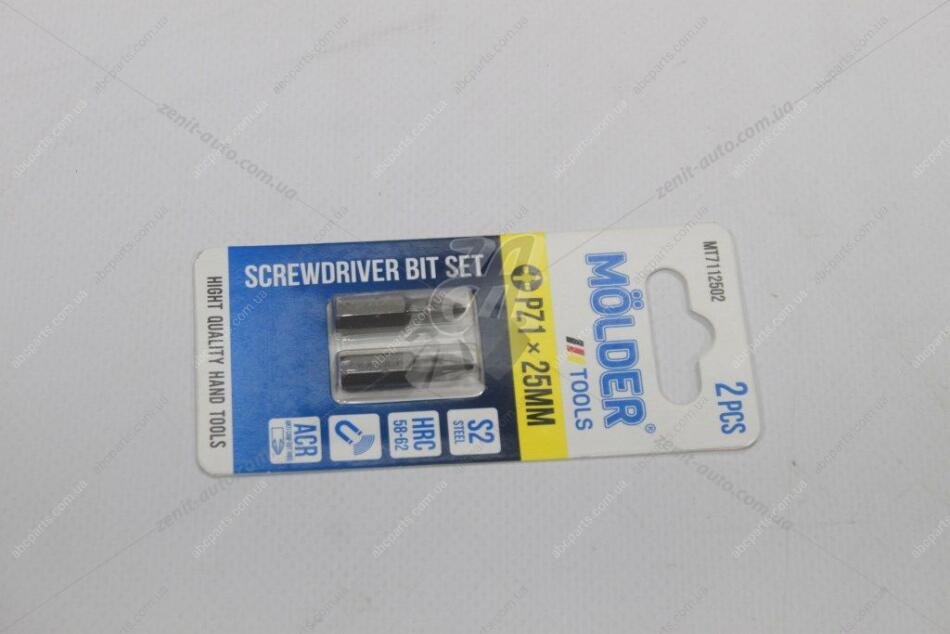 MT7112502
2 PCS
MÖLDER®
TOOLS
PZ1 × 25MM
SCREWDRIVER BIT SET
S2
STEEL
HRC
58-62
ACR
HIGHT QUALITY HAND TOOLS
zenit-auto.com.ua
abcparts.com.ua